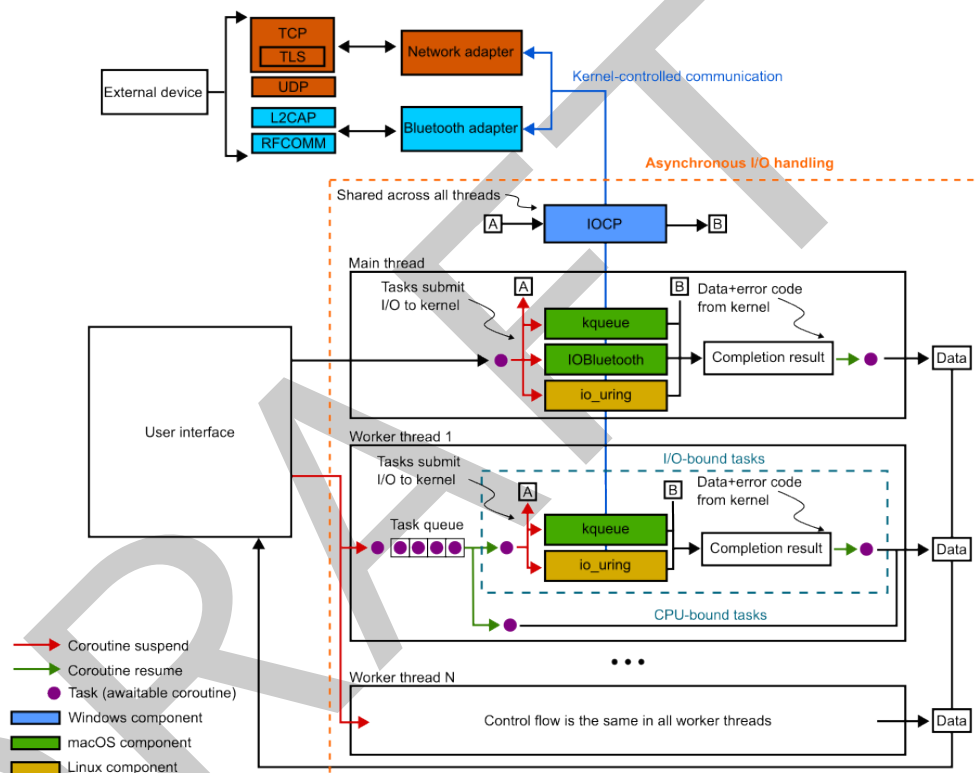 TCP
TLS
Network adapter
Kernel-controlled communication
External device
UDP
L2CAP
Bluetooth adapter
RFCOMM
Asynchronous I/O handling
Shared across all threads
A
IOCP
B
Main thread
Tasks submit
I/O to kernel
A
B
Data+error code
from kernel
kqueue
IOBluetooth
Completion result
Data
io_uring
User interface
Worker thread 1
I/O-bound tasks
Tasks submit
I/O to kernel
A
B
Data+error code
from kernel
Task queue
kqueue
Completion result
Data
io_uring
CPU-bound tasks
Coroutine suspend
Coroutine resume
Task (awaitable coroutine)
Windows component
macOS component
Linux component
...
Worker thread N
Control flow is the same in all worker threads
Data
DRAFT